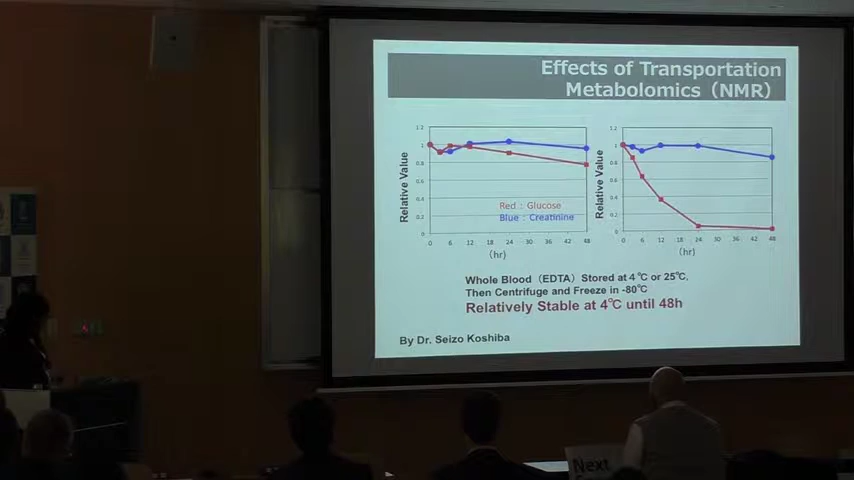 Effects of Transportation
Metabolomics (NMR)
1.2
1
0.8
0.6
0.4
0.2
0
Relative Value
Red : Glucose
Blue : Creatinine
0 6 12 18 24 30 36 42 48
(hr)
1.2
1
0.8
0.6
0.4
0.2
0
Relative Value
0 6 12 18 24 30 36 42 48
(hr)
Whole Blood (EDTA) Stored at 4℃ or 25℃,
Then Centrifuge and Freeze in -80℃
Relatively Stable at 4℃ until 48h
By Dr. Seizo Koshiba
Next